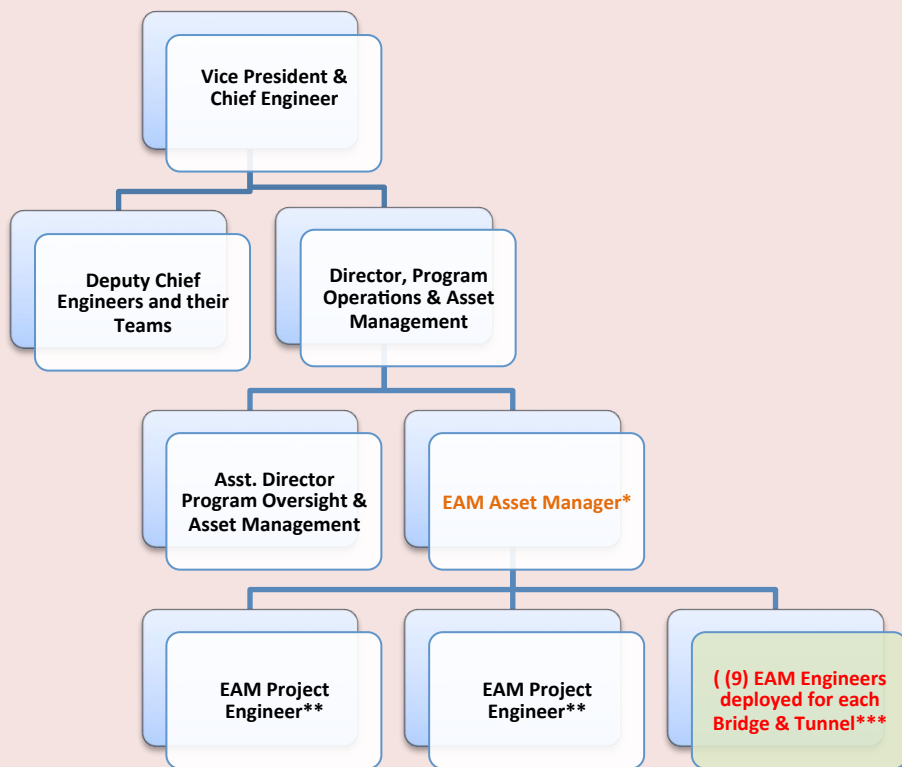 Vice President &
Chief Engineer
Deputy Chief
Engineers and their
Teams
Director, Program
Operations & Asset
Management
Asst. Director
Program Oversight &
Asset Management
EAM Asset Manager*
EAM Project
Engineer**
EAM Project
Engineer**
( (9) EAM Engineers
deployed for each
Bridge & Tunnel***